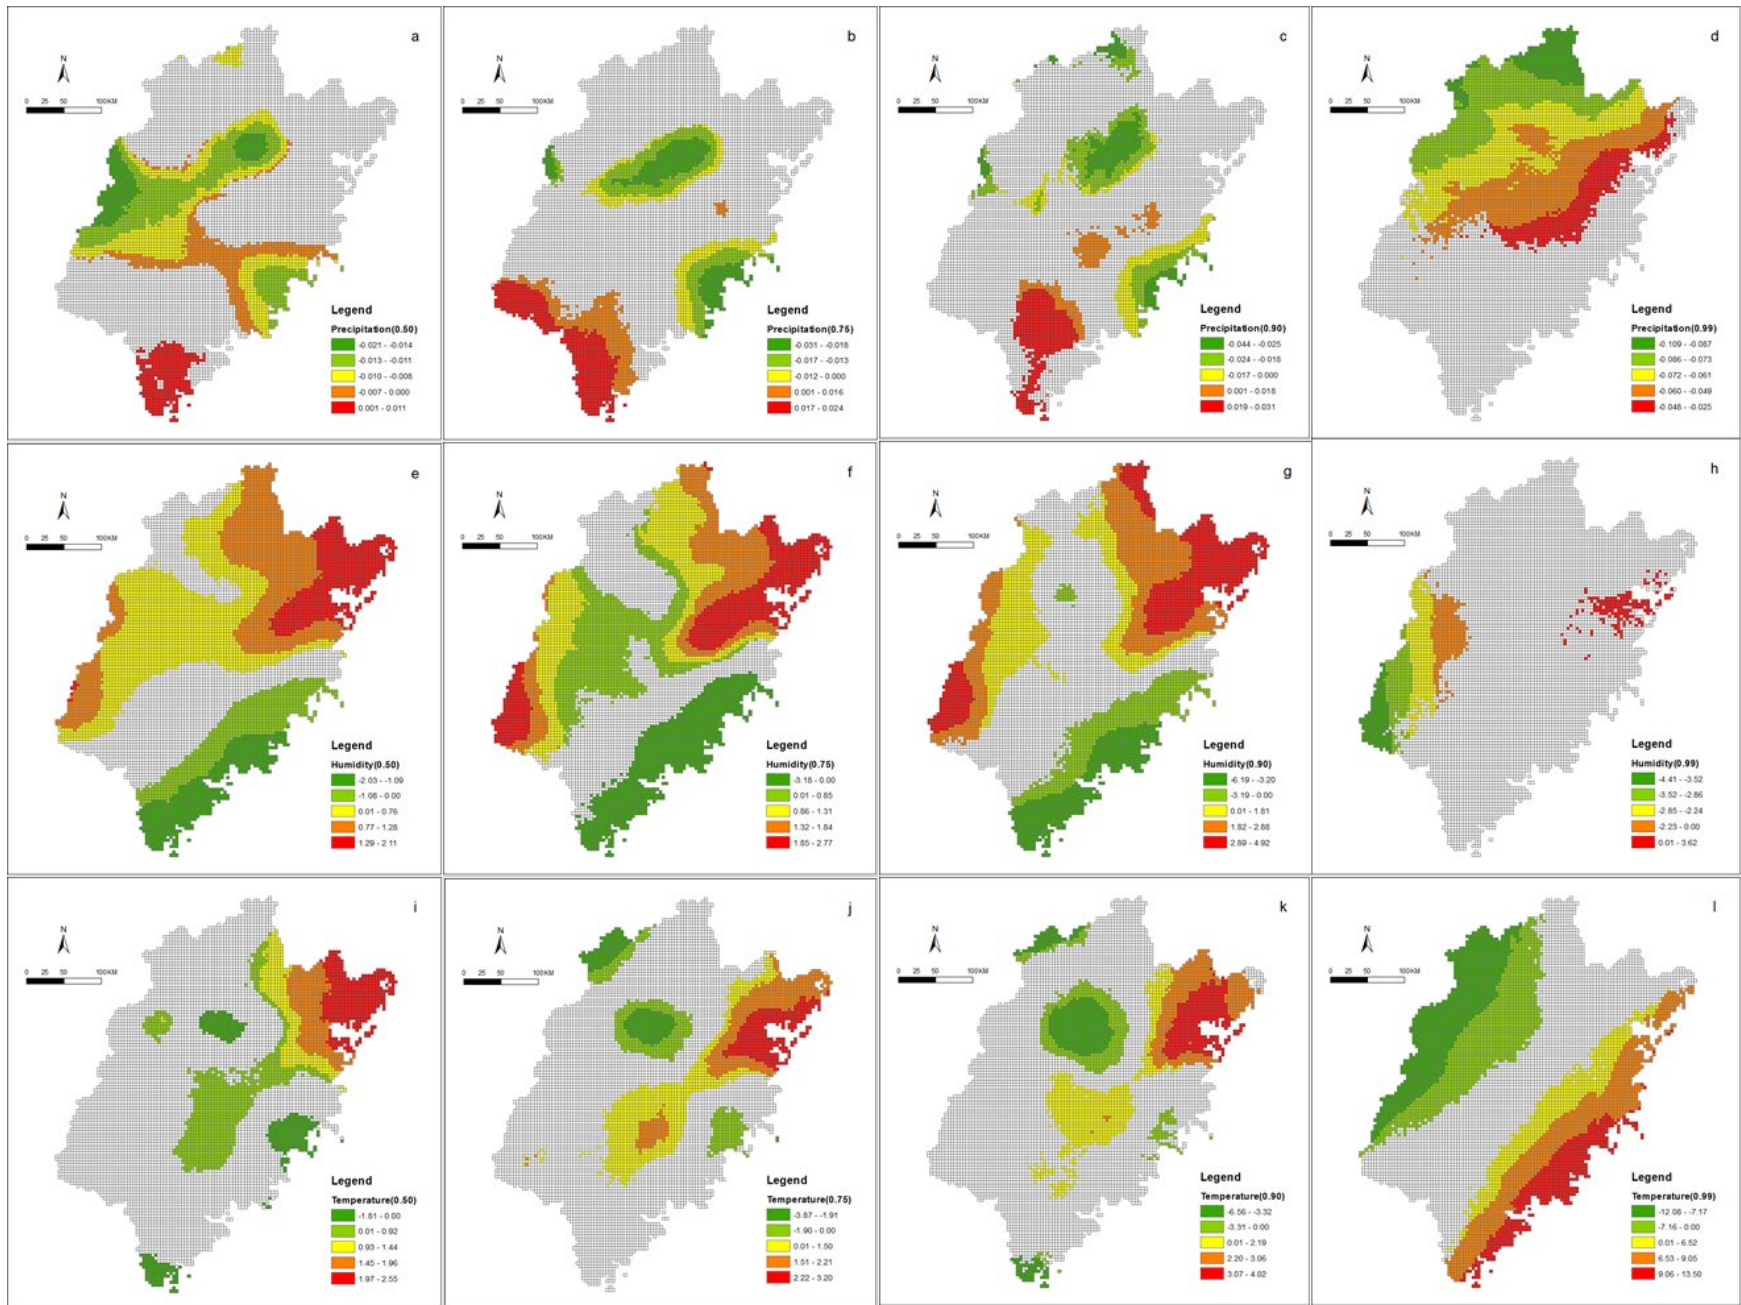 a
N
0 25 50 100KM
Legend
Precipitation(0.50)
-0.021 - -0.014
-0.013 - -0.011
-0.010 - -0.008
-0.007 - 0.000
0.001 - 0.011
b
N
0 25 50 100KM
Legend
Precipitation(0.75)
-0.031 - -0.018
-0.017 - -0.013
-0.012 - 0.000
0.001 - 0.016
0.017 - 0.024
c
N
0 25 50 100KM
Legend
Precipitation(0.90)
-0.044 - -0.025
-0.024 - -0.018
-0.017 - 0.000
0.001 - 0.018
0.019 - 0.031
d
N
0 25 50 100KM
Legend
Precipitation(0.99)
-0.109 - -0.087
-0.086 - -0.073
-0.072 - -0.061
-0.060 - -0.049
-0.048 - -0.025
e
N
0 25 50 100KM
Legend
Humidity(0.50)
-2.03 - -1.09
-1.08 - 0.00
0.01 - 0.76
0.77 - 1.28
1.29 - 2.11
f
N
0 25 50 100KM
Legend
Humidity(0.75)
-3.18 - 0.00
0.01 - 0.85
0.86 - 1.31
1.32 - 1.84
1.85 - 2.77
g
N
0 25 50 100KM
Legend
Humidity(0.90)
-6.19 - -3.20
-3.19 - 0.00
0.01 - 1.81
1.82 - 2.88
2.89 - 4.92
h
N
0 25 50 100KM
Legend
Humidity(0.99)
-4.41 - -3.52
-3.52 - -2.86
-2.85 - -2.24
-2.23 - 0.00
0.01 - 3.62
i
N
0 25 50 100KM
Legend
Temperature(0.50)
-1.81 - 0.00
0.01 - 0.92
0.93 - 1.44
1.45 - 1.96
1.97 - 2.55
j
N
0 25 50 100KM
Legend
Temperature(0.75)
-3.87 - -1.91
-1.90 - 0.00
0.01 - 1.50
1.51 - 2.21
2.22 - 3.20
k
N
0 25 50 100KM
Legend
Temperature(0.90)
-6.56 - -3.32
-3.31 - 0.00
0.01 - 2.19
2.20 - 3.06
3.07 - 4.02
l
N
0 25 50 100KM
Legend
Temperature(0.99)
-12.08 - -7.17
-7.16 - 0.00
0.01 - 6.52
6.53 - 9.05
9.06 - 13.50